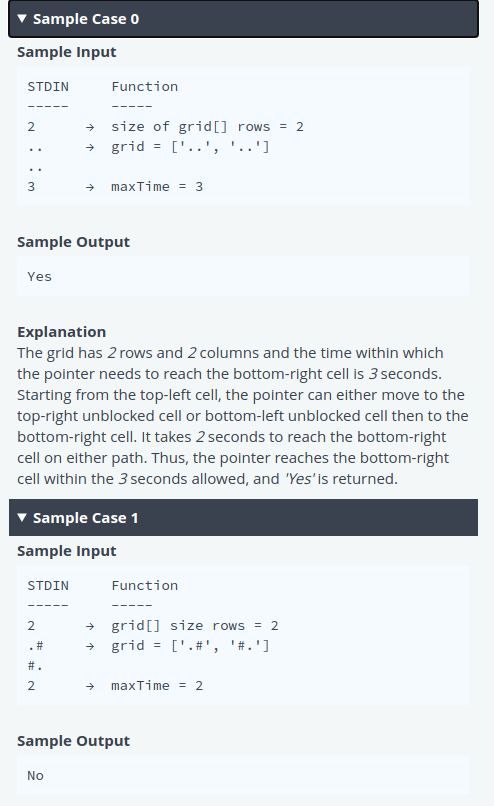 ▼ Sample Case 0
Sample Input
STDIN Function
----- -----
2 → size of grid[] rows = 2
.. → grid = ['..', '..']
..
3 → maxTime = 3
Sample Output
Yes
Explanation
The grid has 2 rows and 2 columns and the time within which
the pointer needs to reach the bottom-right cell is 3 seconds.
Starting from the top-left cell, the pointer can either move to the
top-right unblocked cell or bottom-left unblocked cell then to the
bottom-right cell. It takes 2 seconds to reach the bottom-right
cell on either path. Thus, the pointer reaches the bottom-right
cell within the 3 seconds allowed, and 'Yes' is returned.
▼ Sample Case 1
Sample Input
STDIN Function
----- -----
2 → grid[] size rows = 2
.# → grid = ['.#', '#.']
#.
2 → maxTime = 2
Sample Output
No